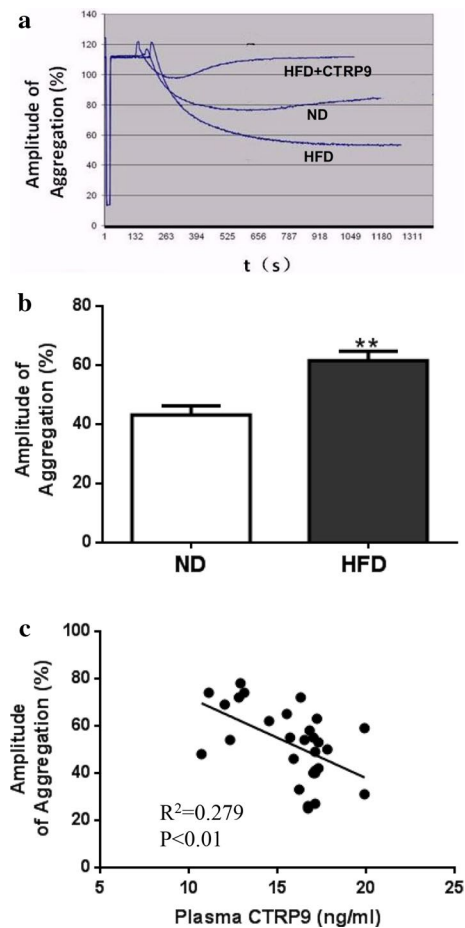 a
Amplitude of
Aggregation (%)
140
120
100
80
60
40
20
0
HFD+CTRP9
ND
HFD
1 132 263 394 525 656 787 918 1049 1180 1311
t (s)
b
Amplitude of
Aggregation (%)
80
60
40
20
0
**
ND HFD
c
Amplitude
of Aggregation (%)
100
80
60
40
20
0
R²=0.279
P<0.01
5 10 15 20 25
Plasma CTRP9 (ng/ml)